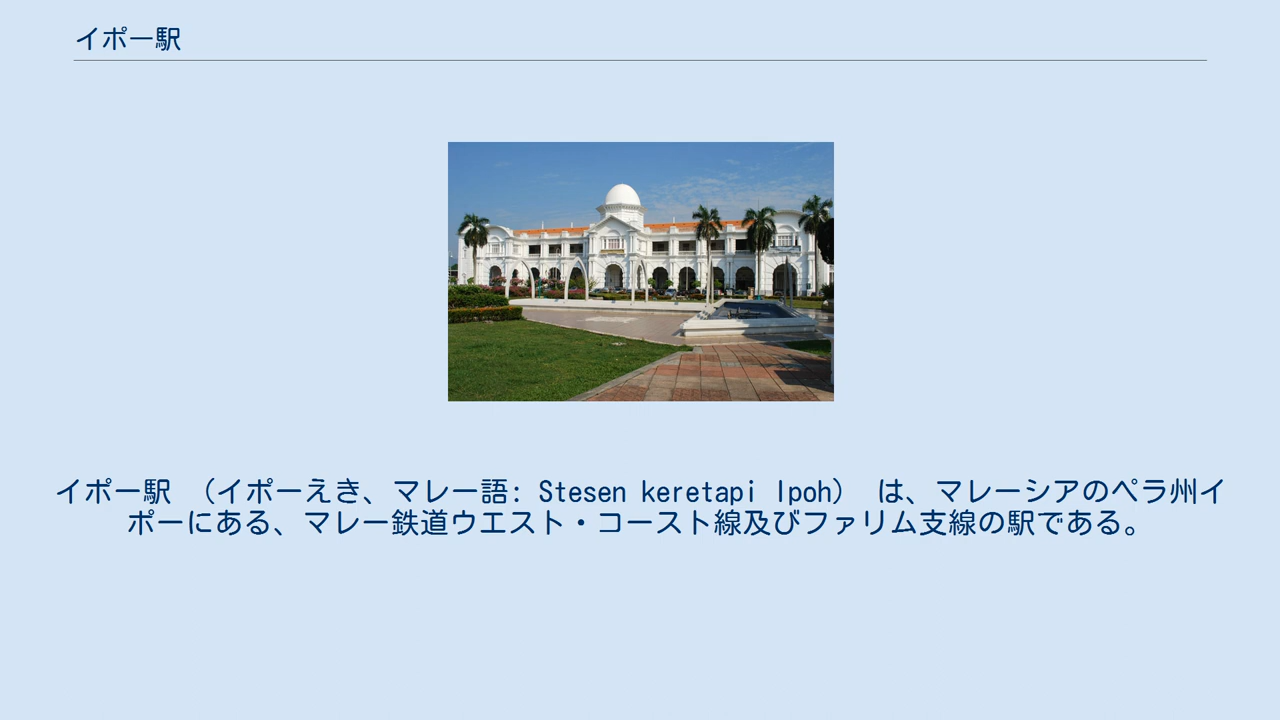 イポー駅
イポー駅 （イポーえき、マレー語: Stesen keretapi Ipoh） は、マレーシアのペラ州イ
ポーにある、マレー鉄道ウエスト・コースト線及びファリム支線の駅である。